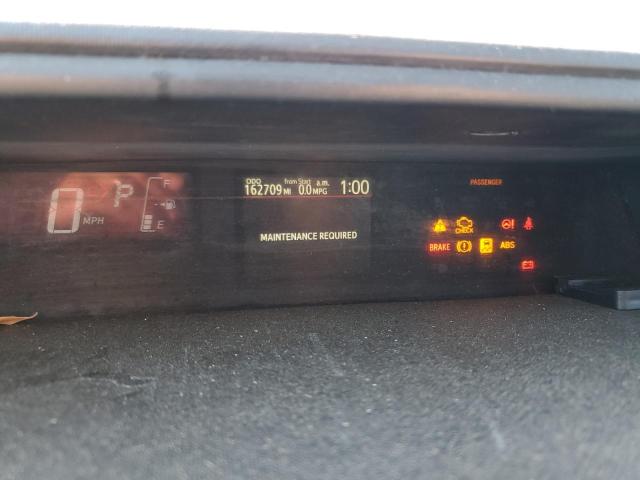 0 MPH P F
E
ODO from Start a.m.
162709 MI 0.0 MPG 1:00
MAINTENANCE REQUIRED
PASSENGER
CHECK
BRAKE ABS